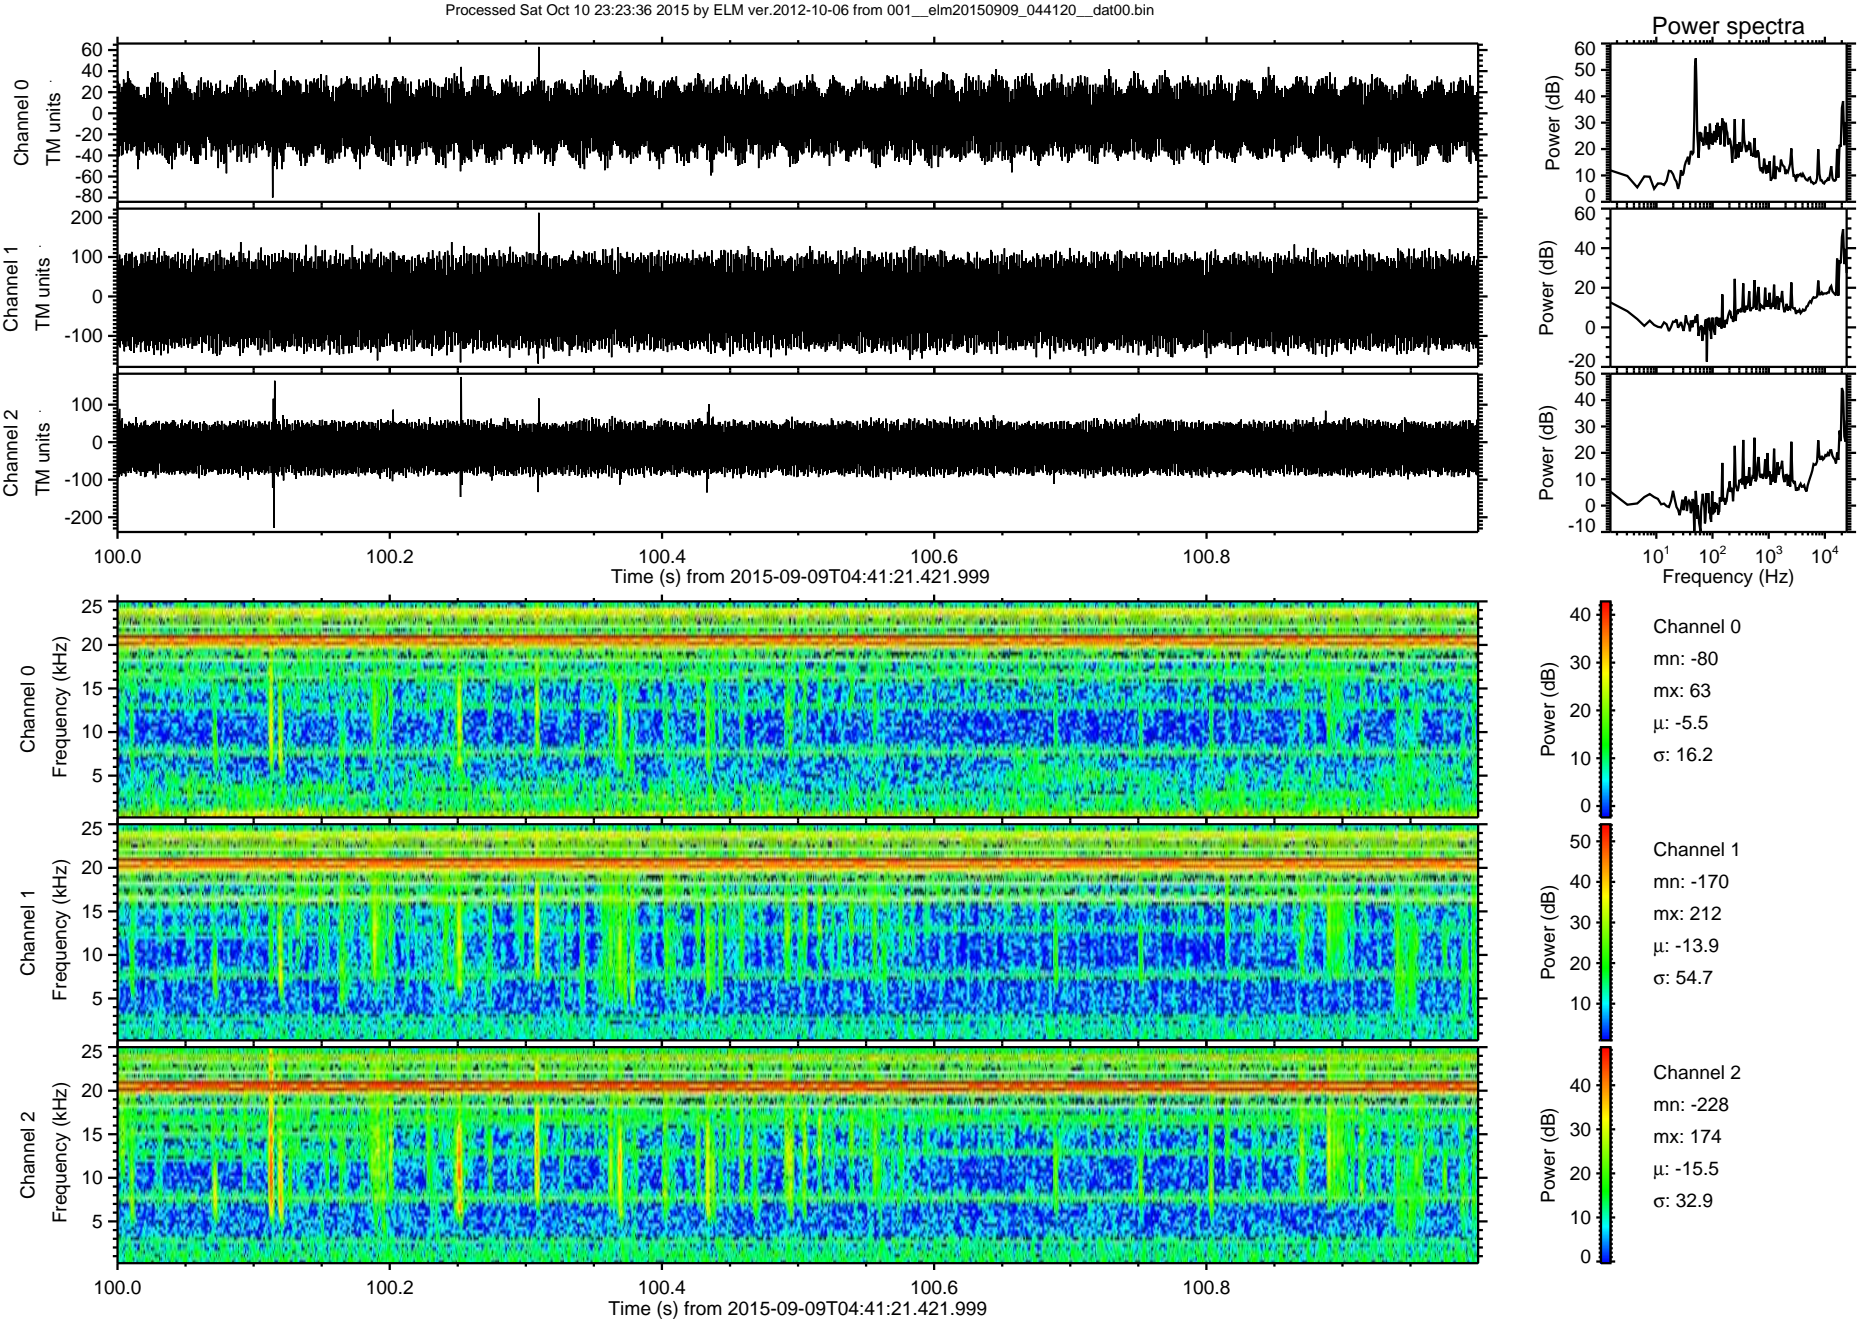 Processed Sat Oct 10 23:23:36 2015 by ELM ver.2012-10-06 from 001__elm20150909_044120__dat00.bin
Power spectra
Channel 0
TM units
60
40
20
0
-20
-40
-60
-80
Power (dB)
60
50
40
30
20
10
0
Channel 1
TM units
200
100
0
-100
Power (dB)
60
40
20
0
-20
Channel 2
TM units
100
0
-100
-200
Power (dB)
50
40
30
20
10
0
-10
100.0 100.2 100.4 100.6 100.8
Time (s) from 2015-09-09T04:41:21.421.999
10¹ 10² 10³ 10⁴
Frequency (Hz)
Channel 0
Frequency (kHz)
25
20
15
10
5
Power (dB)
40
30
20
10
0
Channel 0
mn: -80
mx: 63
μ: -5.5
σ: 16.2
Channel 1
Frequency (kHz)
25
20
15
10
5
Power (dB)
50
40
30
20
10
Channel 1
mn: -170
mx: 212
μ: -13.9
σ: 54.7
Channel 2
Frequency (kHz)
25
20
15
10
5
Power (dB)
40
30
20
10
0
Channel 2
mn: -228
mx: 174
μ: -15.5
σ: 32.9
100.0 100.2 100.4 100.6 100.8
Time (s) from 2015-09-09T04:41:21.421.999